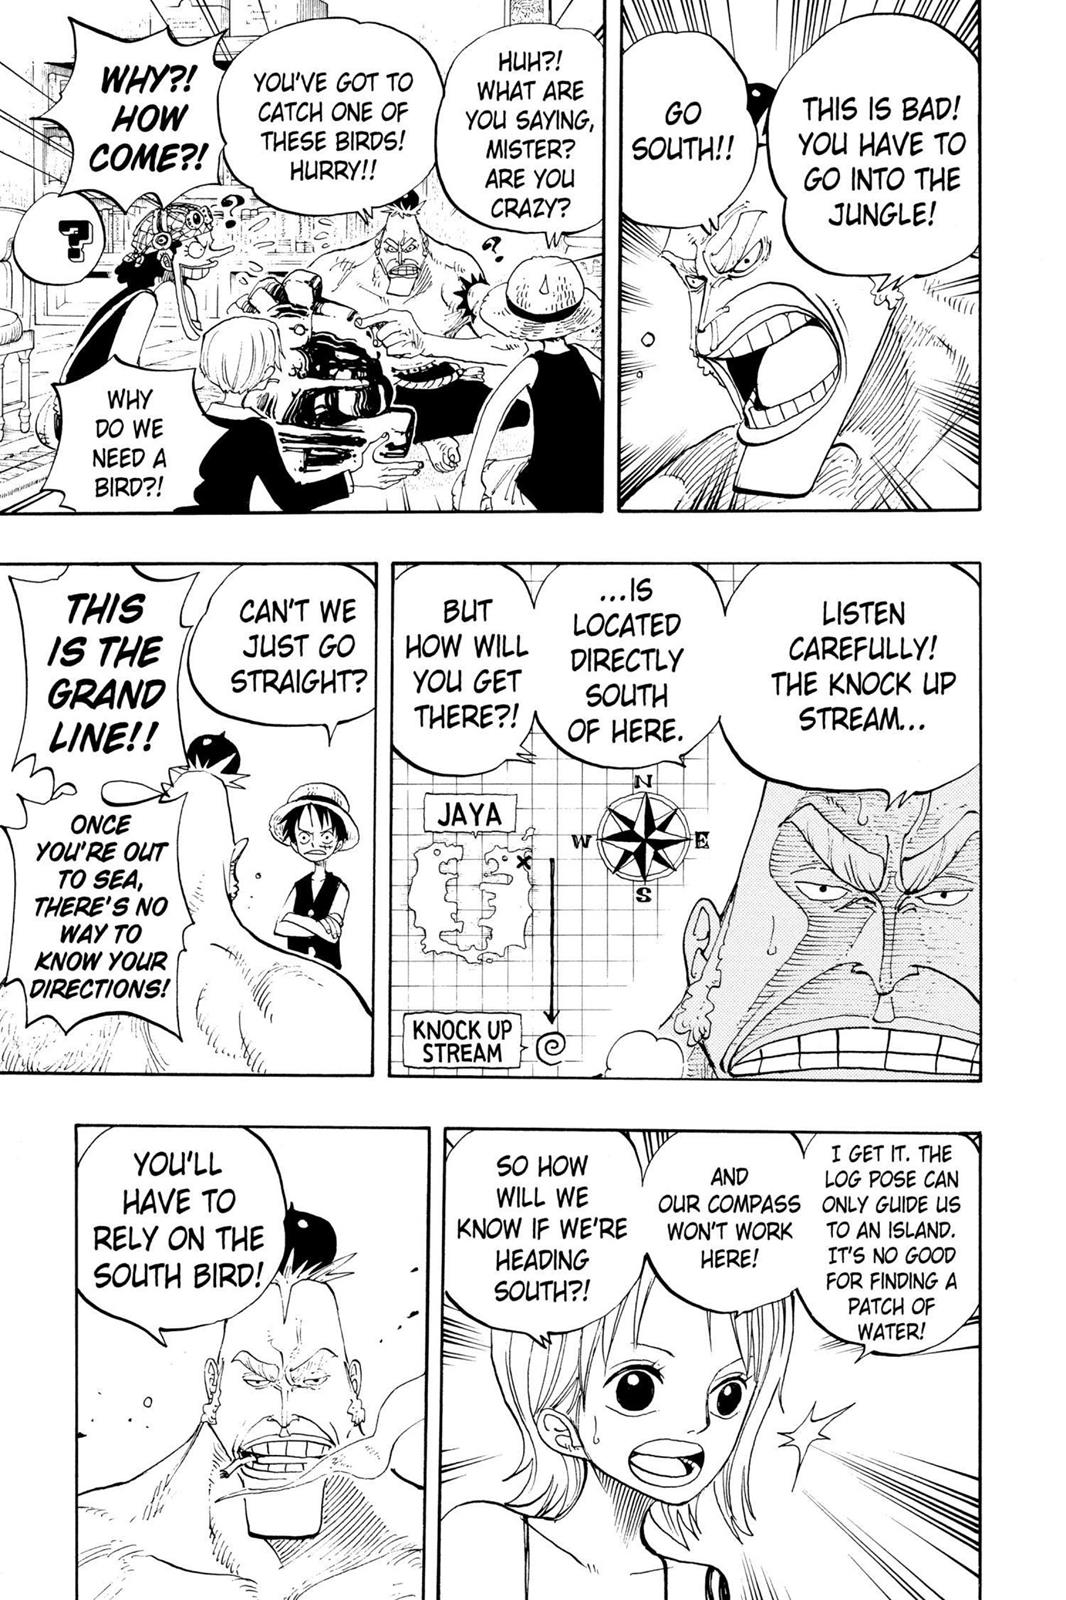 THIS IS BAD!
YOU HAVE TO
GO INTO THE
JUNGLE!
GO
SOUTH!!
HUH?!
WHAT ARE
YOU SAYING,
MISTER?
ARE YOU
CRAZY?
YOU'VE GOT TO
CATCH ONE OF
THESE BIRDS!
HURRY!!
WHY?!
HOW
COME?!
?
?
?
WHY
DO WE
NEED A
BIRD?!
LISTEN
CAREFULLY!
THE KNOCK UP
STREAM...
...IS
LOCATED
DIRECTLY
SOUTH
OF HERE.
BUT
HOW WILL
YOU GET
THERE?!
N
W
E
S
JAYA
X
KNOCK UP
STREAM
CAN'T WE
JUST GO
STRAIGHT?
THIS
IS THE
GRAND
LINE!!
ONCE
YOU'RE OUT
TO SEA,
THERE'S NO
WAY TO
KNOW YOUR
DIRECTIONS!
I GET IT. THE
LOG POSE CAN
ONLY GUIDE US
TO AN ISLAND.
IT'S NO GOOD
FOR FINDING A
PATCH OF
WATER!
AND
OUR COMPASS
WON'T WORK
HERE!
SO HOW
WILL WE
KNOW IF WE'RE
HEADING
SOUTH?!
YOU'LL
HAVE TO
RELY ON THE
SOUTH BIRD!